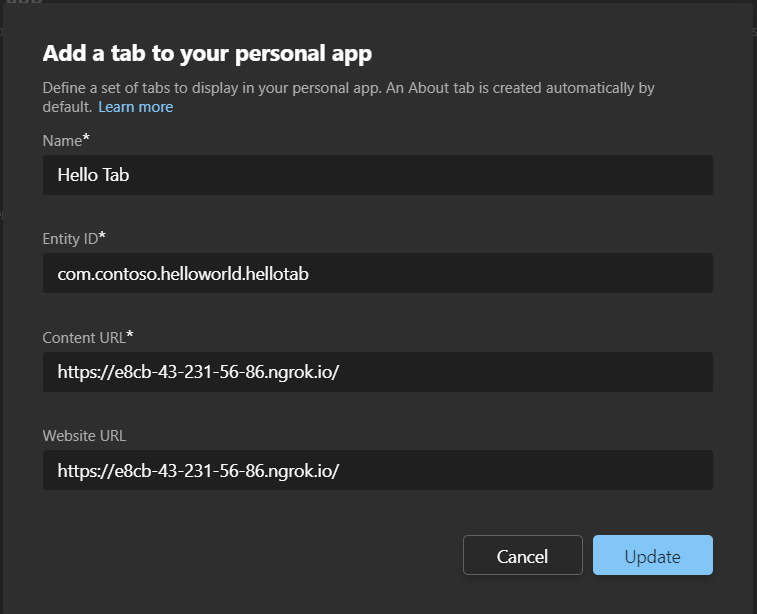 Add a tab to your personal app
Define a set of tabs to display in your personal app. An About tab is created automatically by
default. Learn more
Name*
Hello Tab
Entity ID*
com.contoso.helloworld.hellotab
Content URL*
https://e8cb-43-231-56-86.ngrok.io/
Website URL
https://e8cb-43-231-56-86.ngrok.io/
Cancel
Update